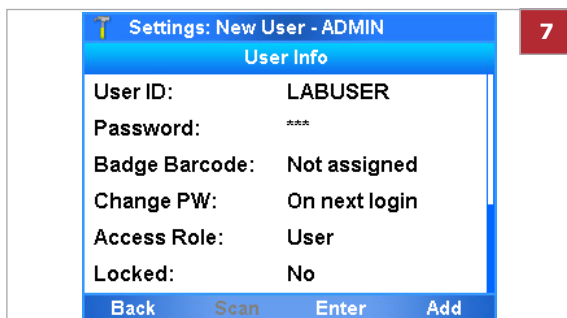 Settings: New User - ADMIN
7
User Info
User ID: LABUSER
Password: ***
Badge Barcode: Not assigned
Change PW: On next login
Access Role: User
Locked: No
Back Scan Enter Add